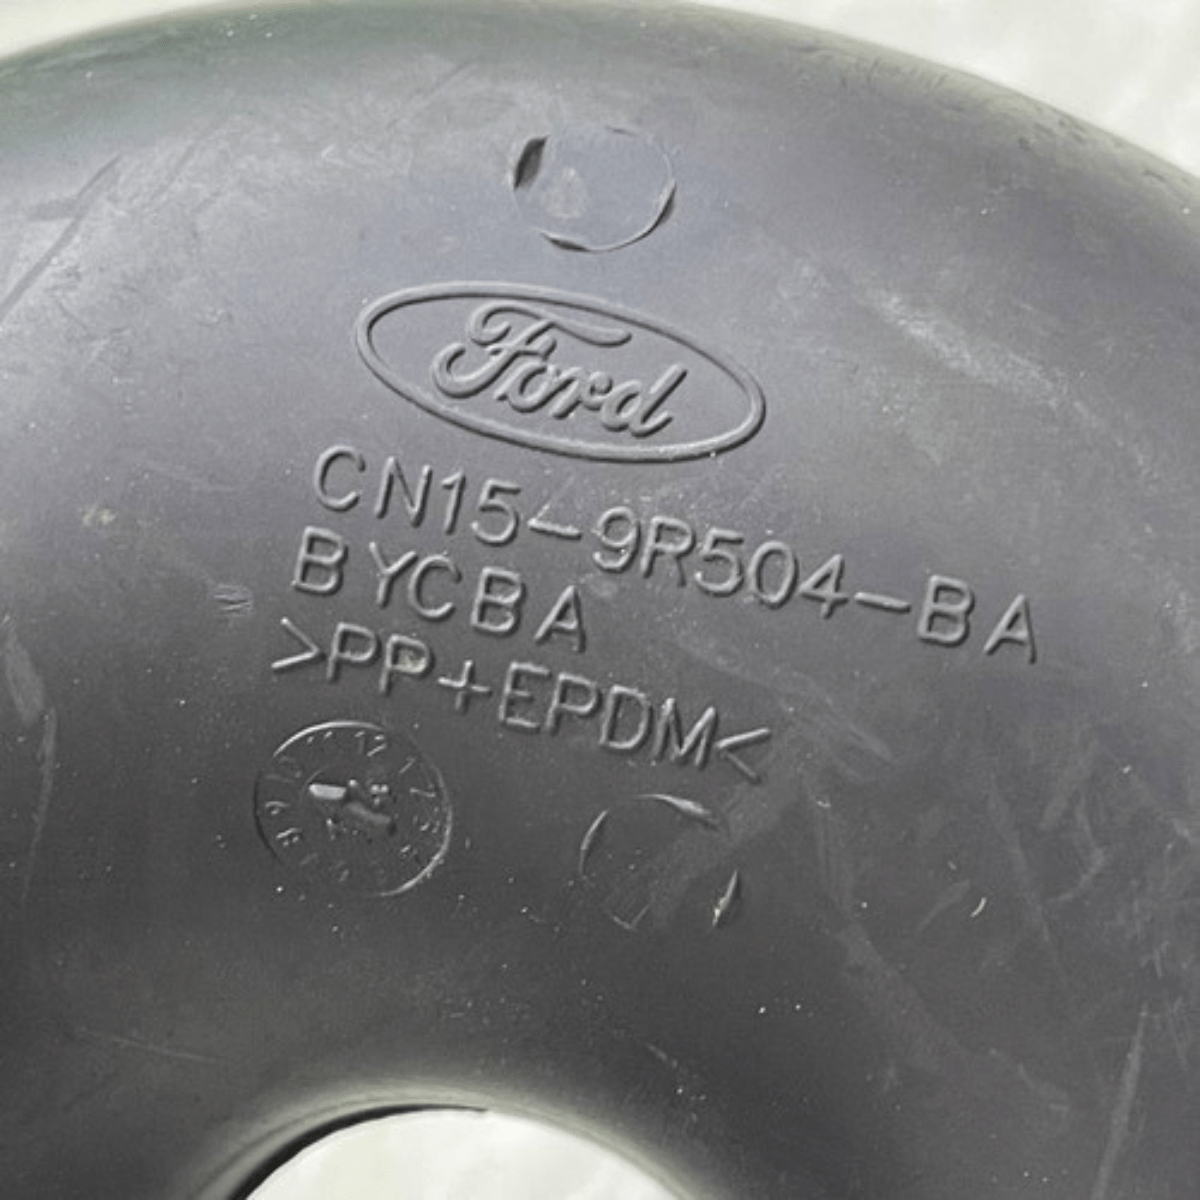 Ford
CN15-9R504-BA
BYCBA
>PP+EPDM<